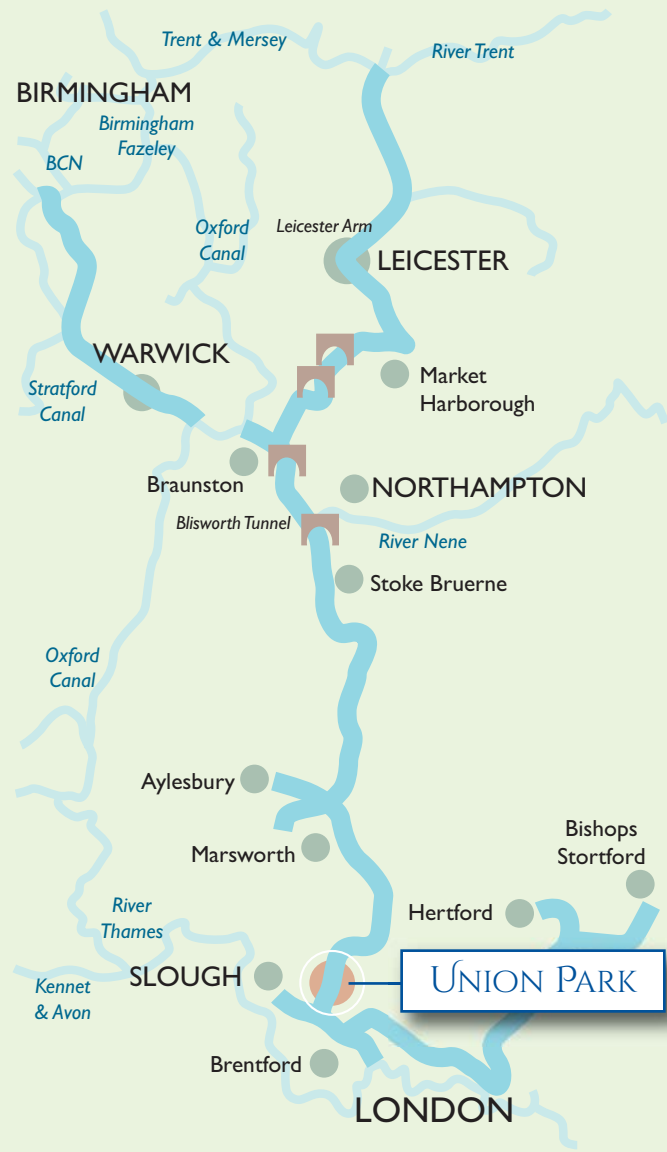 Trent & Mersey
River Trent
BIRMINGHAM
Birmingham
Fazeley
BCN
Oxford
Canal
Leicester Arm
LEICESTER
WARWICK
Market
Harborough
Stratford
Canal
Braunston
NORTHAMPTON
Blisworth Tunnel
River Nene
Stoke Bruerne
Oxford
Canal
Aylesbury
Bishops
Stortford
Marsworth
River
Thames
Hertford
SLOUGH
UNION PARK
Kennet
& Avon
Brentford
LONDON